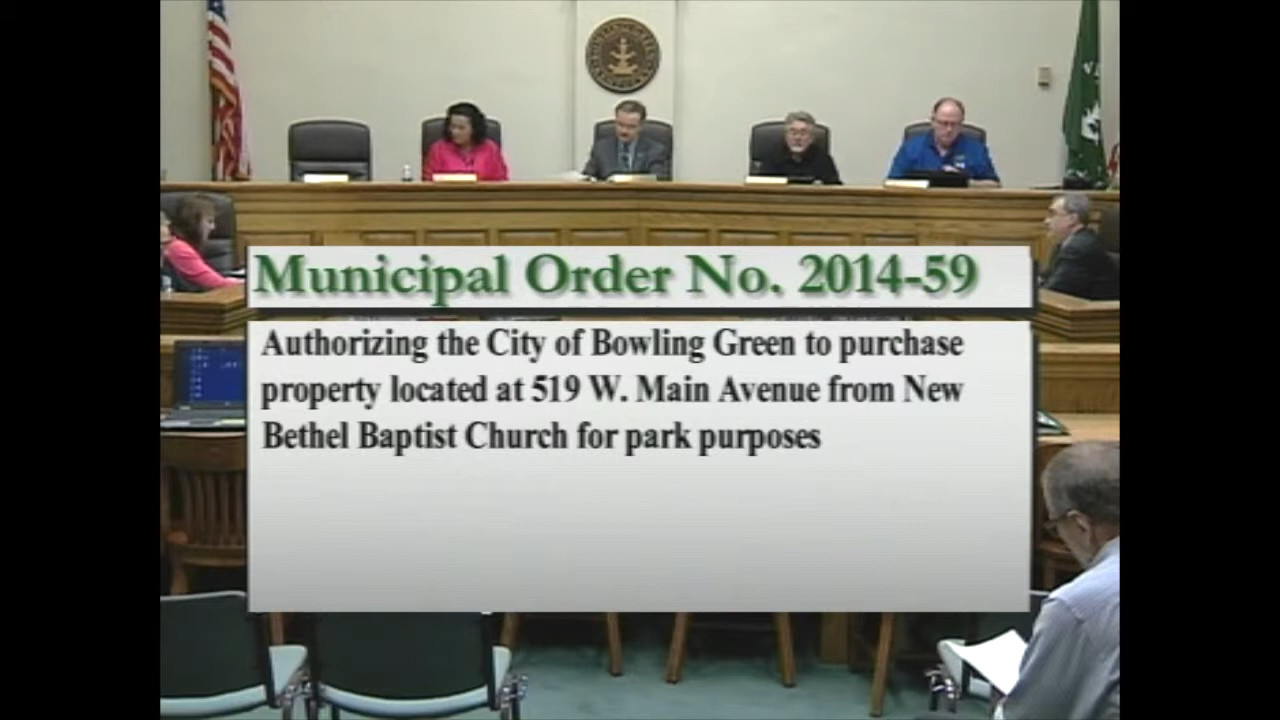 Municipal Order No. 2014-59
Authorizing the City of Bowling Green to purchase
property located at 519 W. Main Avenue from New
Bethel Baptist Church for park purposes